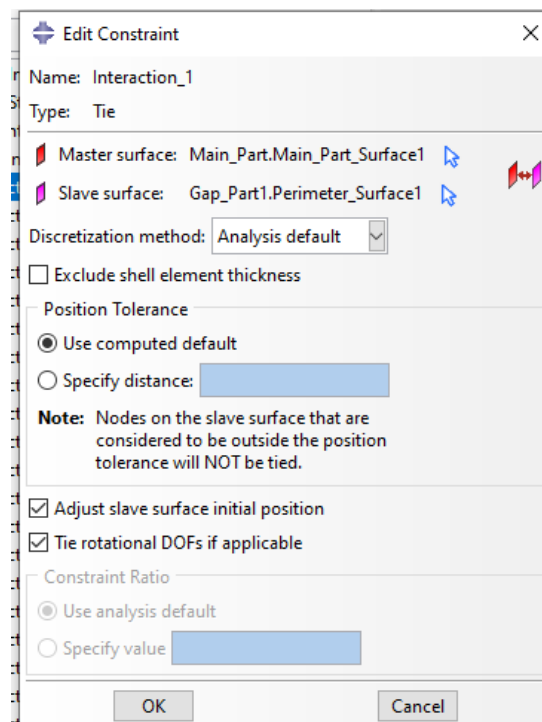 Edit Constraint
Name: Interaction_1
Type: Tie
Master surface: Main_Part.Main_Part_Surface1
Slave surface: Gap_Part1.Perimeter_Surface1
Discretization method: Analysis default
Exclude shell element thickness
Position Tolerance
Use computed default
Specify distance:
Note: Nodes on the slave surface that are
considered to be outside the position
tolerance will NOT be tied.
Adjust slave surface initial position
Tie rotational DOFs if applicable
Constraint Ratio
Use analysis default
Specify value
OK Cancel